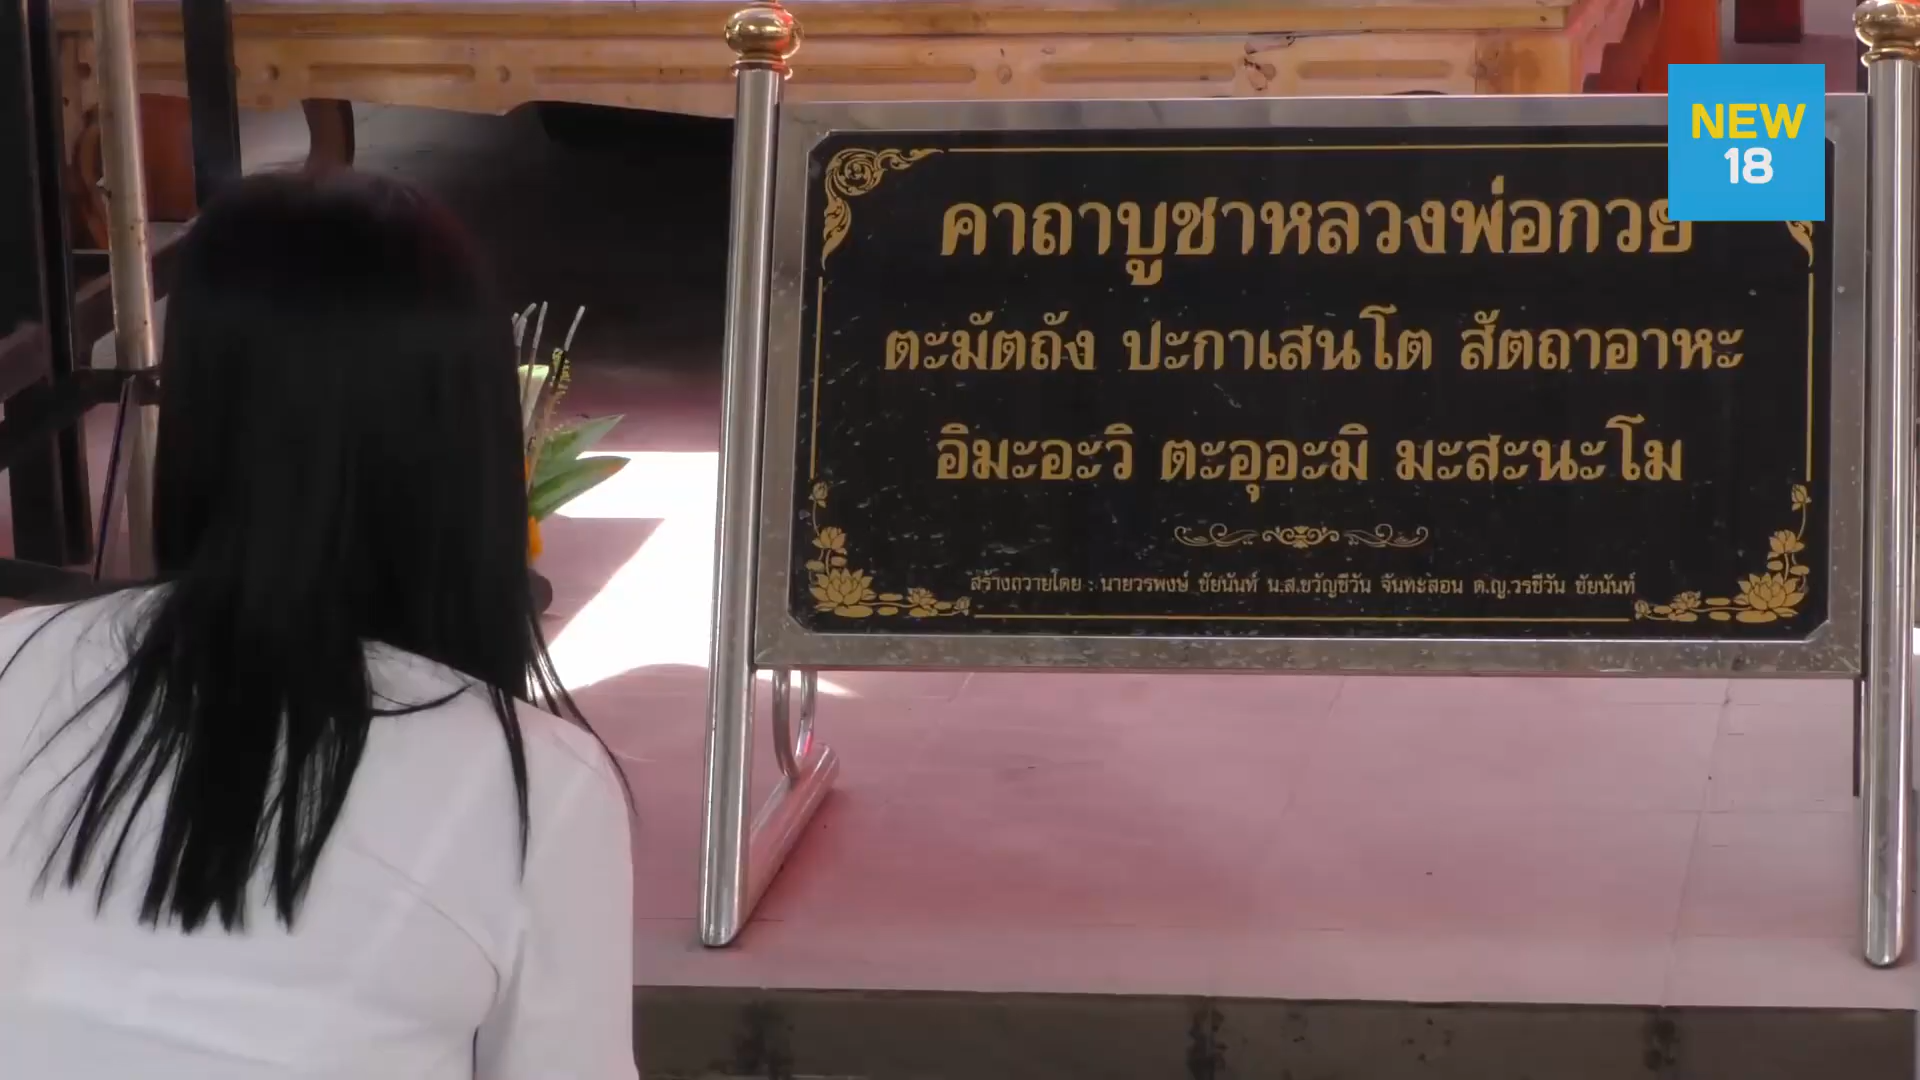 NEW
18
คาถาบูชาหลวงพ่อกวย
ตะมัตถัง ปะกาเสนโต สัตถาอาหะ
อิมะอะวิ ตะอุอะมิ มะสะนะโม
สร้างถวายโดย : นายวรพงษ์ ชัยนันท์ น.ส.ขวัญชีวัน จันทะสอน ด.ญ.วรชีวัน ชัยนันท์